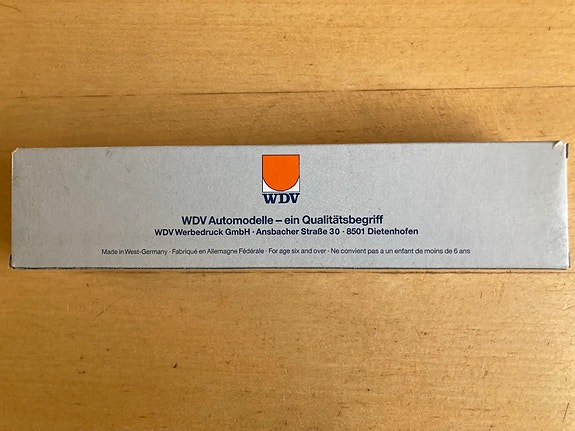 WDV
WDV Automodelle – ein Qualitätsbegriff
WDV Werbedruck GmbH · Ansbacher Straße 30 · 8501 Dietenhofen
Made in West-Germany · Fabriqué en Allemagne Fédérale · For age six and over · Ne convient pas a un enfant de moins de 6 ans